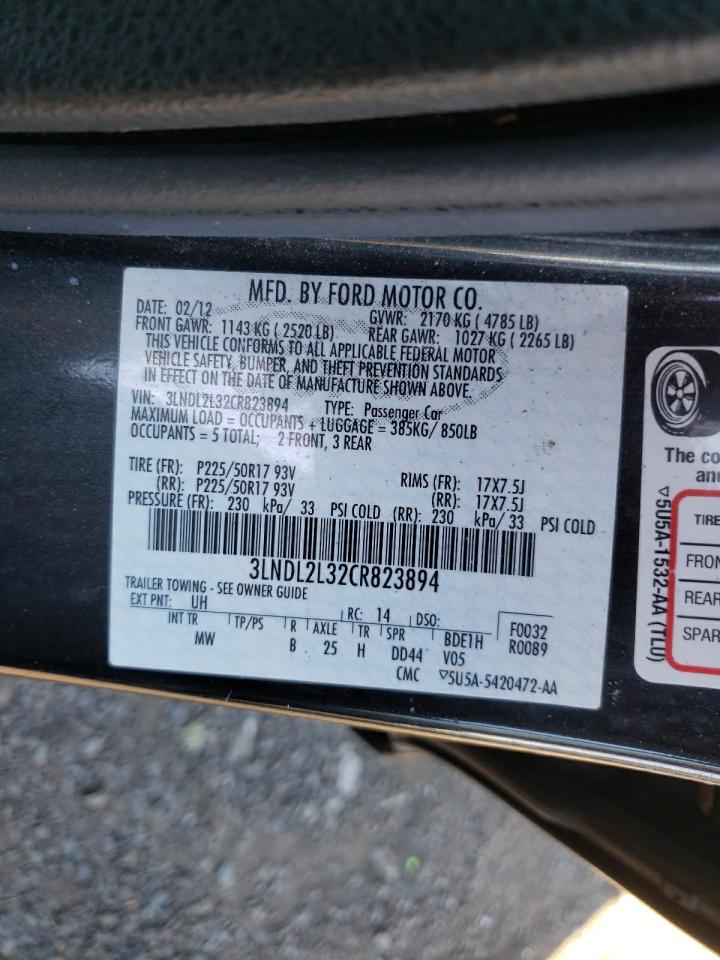 MFD. BY FORD MOTOR CO.
DATE: 02/12 GVWR: 2170 KG ( 4785 LB)
FRONT GAWR: 1143 KG ( 2520 LB) REAR GAWR: 1027 KG ( 2265 LB)
THIS VEHICLE CONFORMS TO ALL APPLICABLE FEDERAL MOTOR
VEHICLE SAFETY, BUMPER, AND THEFT PREVENTION STANDARDS
IN EFFECT ON THE DATE OF MANUFACTURE SHOWN ABOVE.
VIN: 3LNDL2L32CR823894 TYPE: Passenger Car
MAXIMUM LOAD = OCCUPANTS + LUGGAGE = 385KG/ 850LB
OCCUPANTS = 5 TOTAL; 2 FRONT, 3 REAR
TIRE (FR): P225/50R17 93V RIMS (FR): 17X7.5J
(RR): P225/50R17 93V (RR): 17X7.5J
PRESSURE (FR): 230 kPa/ 33 PSI COLD (RR): 230 kPa/ 33 PSI COLD
3LNDL2L32CR823894
TRAILER TOWING - SEE OWNER GUIDE
EXT PNT: UH RC: 14 DSO: F0032
INT TR TP/PS R AXLE TR SPR BDE1H R0089
MW B 25 H DD44 V05
CMC ▽5U5A-5420472-AA
The co
an
▽5U5A-1532-AA (TLU)
TIRE
FRON
REAR
SPAR